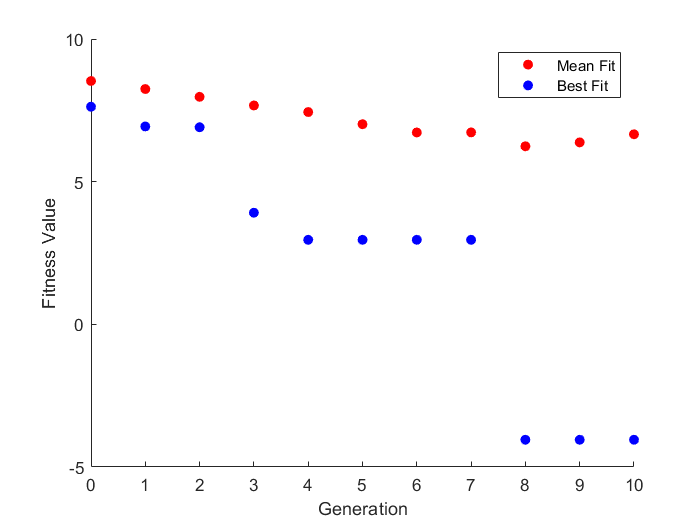 10
5
0
-5
Fitness Value
Mean Fit
Best Fit
0 1 2 3 4 5 6 7 8 9 10
Generation